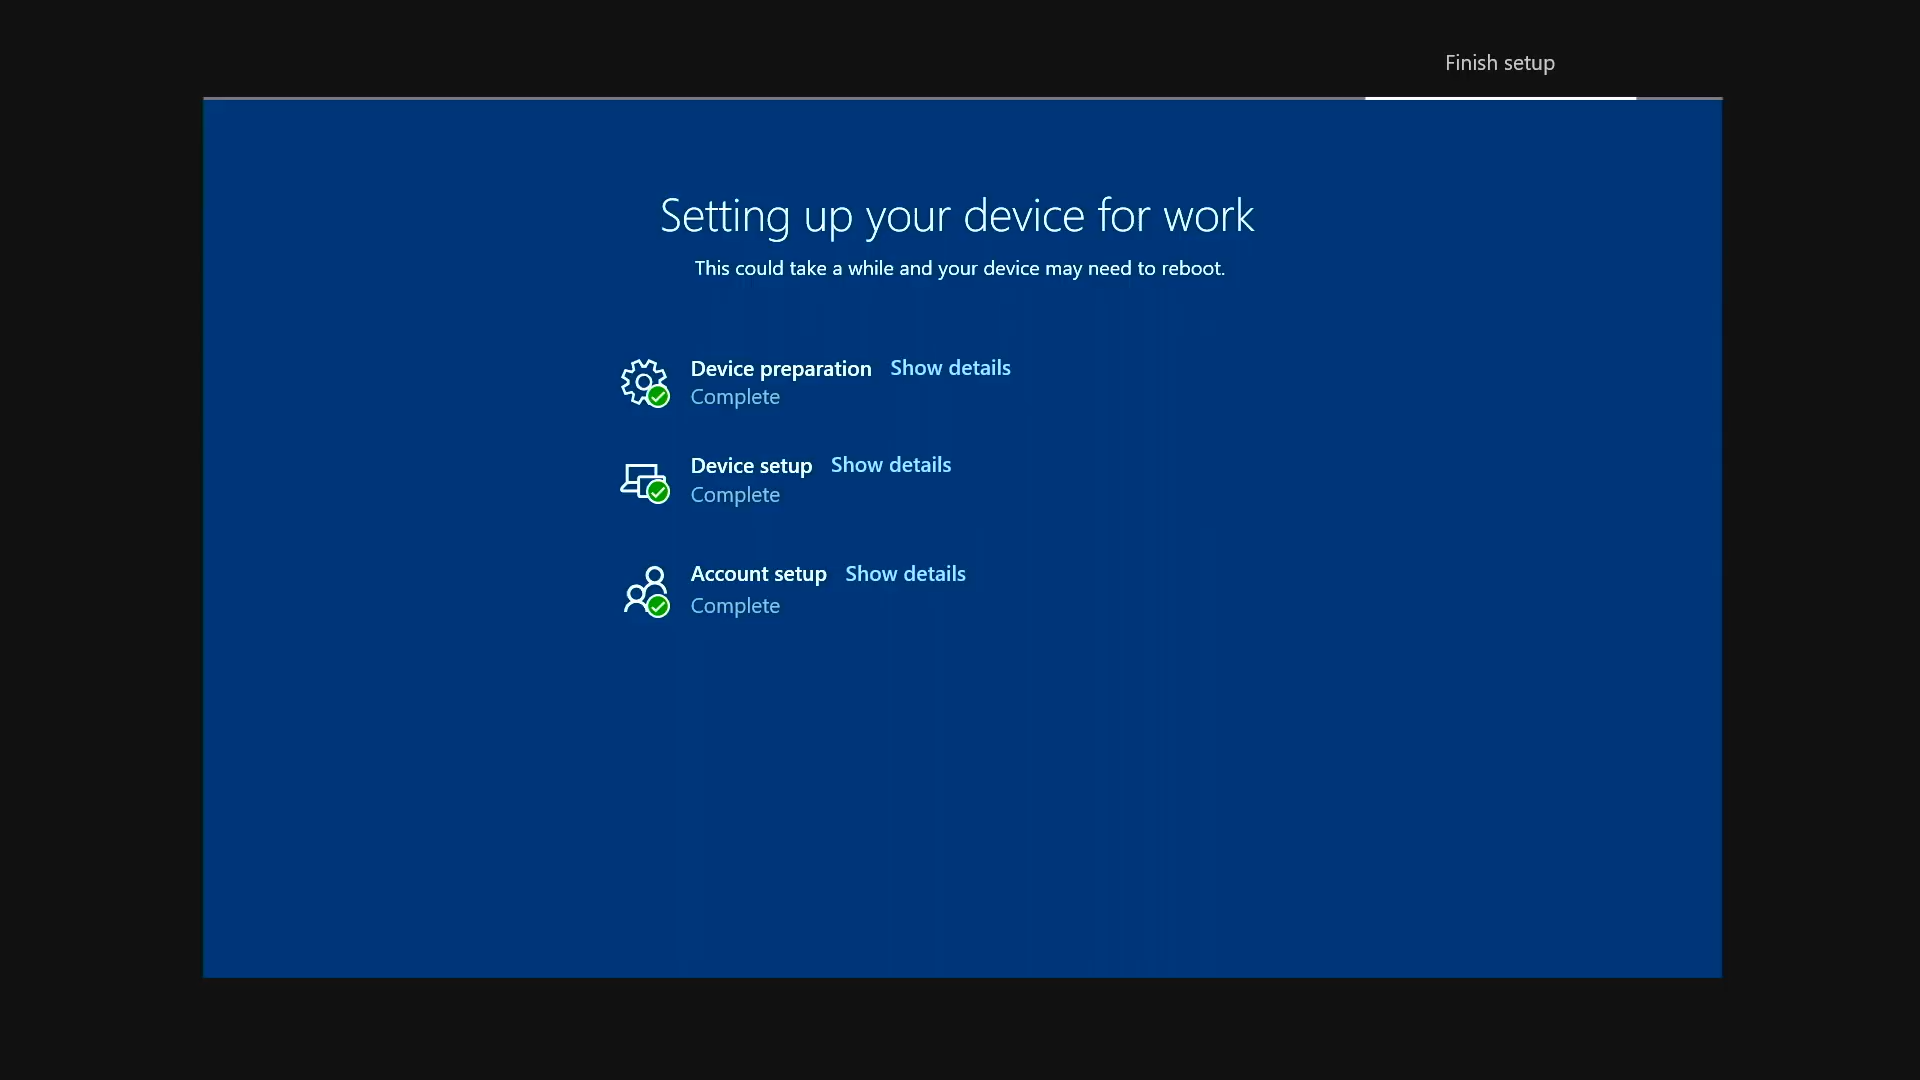 Finish setup
Setting up your device for work
This could take a while and your device may need to reboot.
Device preparation Show details
Complete
Device setup Show details
Complete
Account setup Show details
Complete